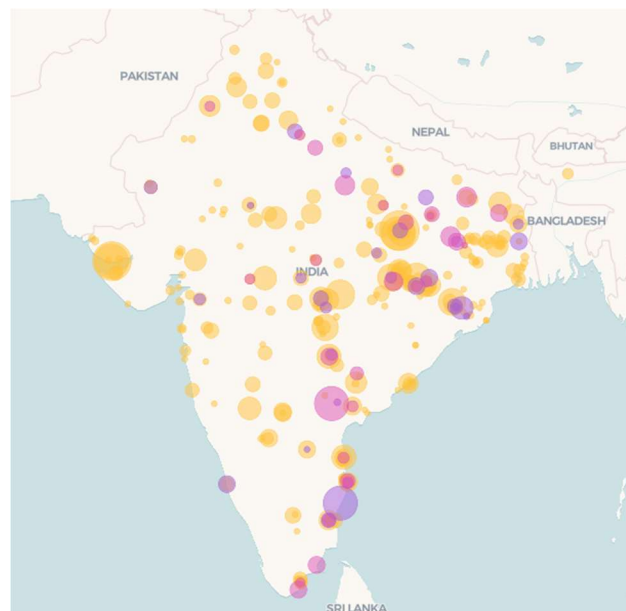 PAKISTAN
NEPAL
BHUTAN
BANGLADESH
INDIA
SRI LANKA